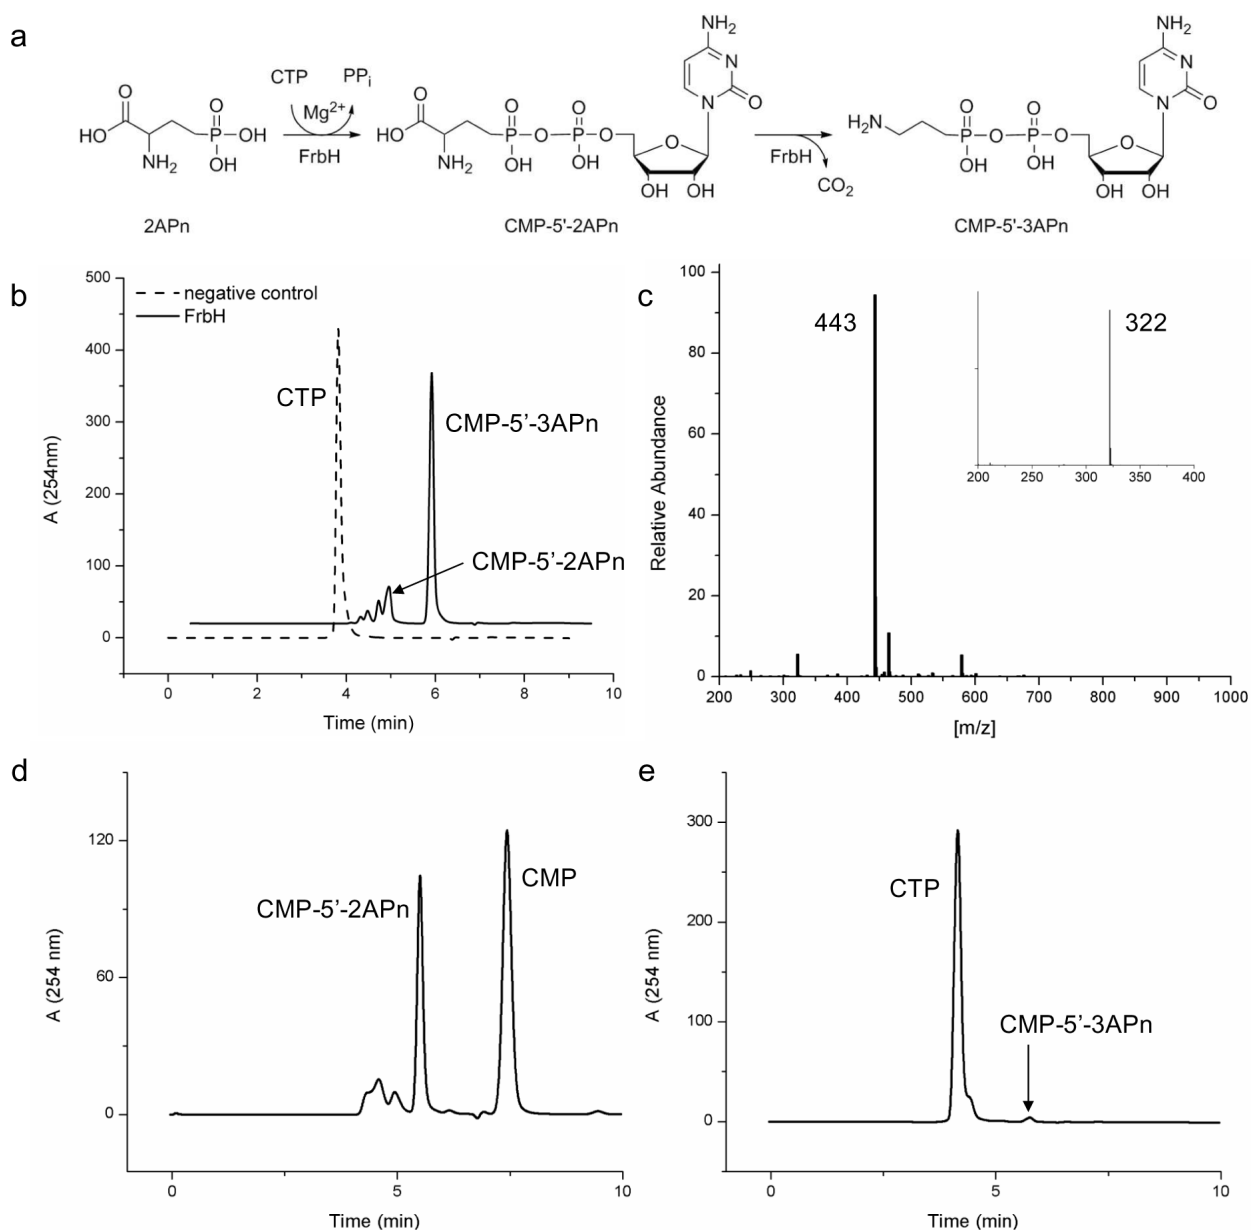 a
CTP PPi
Mg2+
FrbH
O
HO
NH2
O
P
OH
OH
2APn
O
HO
NH2
O
P
O
P
O
O
OH
OH
NH2
N
N
O
O
OH OH
CMP-5'-2APn
FrbH
CO2
H2N
O
P
O
P
O
O
OH
OH
NH2
N
N
O
O
OH OH
CMP-5'-3APn
b
negative control
FrbH
CTP
CMP-5'-3APn
CMP-5'-2APn
A (254nm)
500
400
300
200
100
0
0 2 4 6 8 10
Time (min)
c
443
322
200 250 300 350 400
Relative Abundance
100
80
60
40
20
0
200 300 400 500 600 700 800 900 1000
[m/z]
d
CMP-5'-2APn
CMP
A (254 nm)
120
60
0
0 5 10
Time (min)
e
CTP
CMP-5'-3APn
A (254 nm)
300
200
100
0
0 5 10
Time (min)